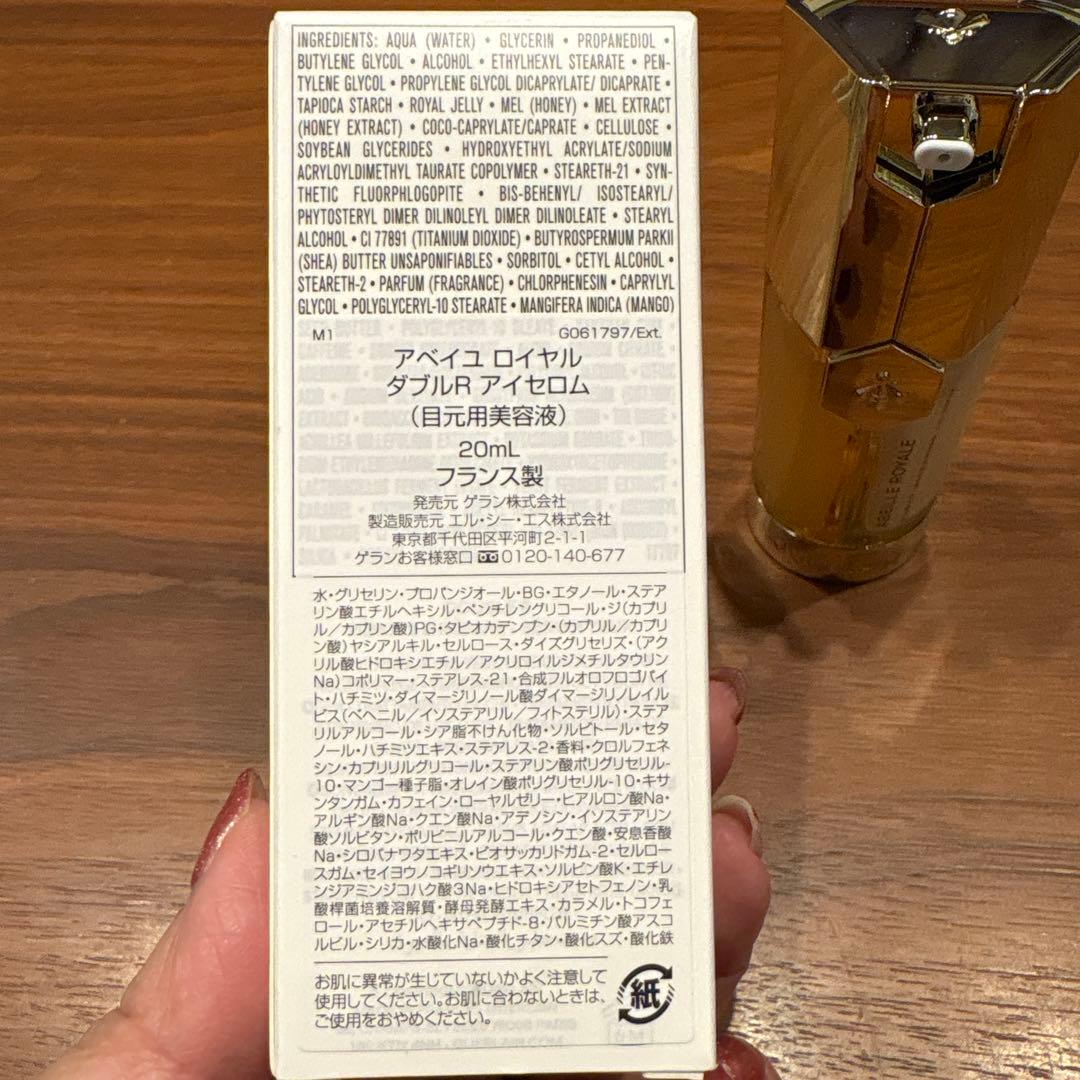 INGREDIENTS: AQUA (WATER) • GLYCERIN • PROPANEDIOL •
BUTYLENE GLYCOL • ALCOHOL • ETHYLHEXYL STEARATE • PEN-
TYLENE GLYCOL • PROPYLENE GLYCOL DICAPRYLATE/ DICAPRATE •
TAPIOCA STARCH • ROYAL JELLY • MEL (HONEY) • MEL EXTRACT
(HONEY EXTRACT) • COCO-CAPRYLATE/CAPRATE • CELLULOSE •
SOYBEAN GLYCERIDES • HYDROXYETHYL ACRYLATE/SODIUM
ACRYLOYLDIMETHYL TAURATE COPOLYMER • STEARETH-21 • SYN-
THETIC FLUORPHLOGOPITE • BIS-BEHENYL/ ISOSTEARYL/
PHYTOSTERYL DIMER DILINOLEYL DIMER DILINOLEATE • STEARYL
ALCOHOL • CI 77891 (TITANIUM DIOXIDE) • BUTYROSPERMUM PARKII
(SHEA) BUTTER UNSAPONIFIABLES • SORBITOL • CETYL ALCOHOL •
STEARETH-2 • PARFUM (FRAGRANCE) • CHLORPHENESIN • CAPRYLYL
GLYCOL • POLYGLYCERYL-10 STEARATE • MANGIFERA INDICA (MANGO)
M1 G061797/Ext.
アベイユ ロイヤル
ダブルR アイセロム
(目元用美容液)
20mL
フランス製
発売元 ゲラン株式会社
製造販売元 エル・シー・エス株式会社
東京都千代田区平河町2-1-1
ゲランお客様窓口 0120-140-677
水・グリセリン・プロパンジオール・BG・エタノール・ステア
リン酸エチルヘキシル・ペンチレングリコール・ジ(カプリ
ル/カプリン酸)PG・タピオカデンプン・(カプリル/カプリ
ン酸)ヤシアルキル・セルロース・ダイズグリセリズ・(アク
リル酸ヒドロキシエチル/アクリロイルジメチルタウリン
Na)コポリマー・ステアレス-21・合成フルオロフロゴパイ
ト・ハチミツ・ダイマージリノール酸ダイマージリノレイル
ビス(ベヘニル/イソステアリル/フィトステリル)・ステア
リルアルコール・シア脂不けん化物・ソルビトール・セタ
ノール・ハチミツエキス・ステアレス-2・香料・クロルフェネ
シン・カプリリルグリコール・ステアリン酸ポリグリセリル-
10・マンゴー種子脂・オレイン酸ポリグリセリル-10・キサ
ンタンガム・カフェイン・ローヤルゼリー・ヒアルロン酸Na・
アルギン酸Na・クエン酸Na・アデノシン・イソステアリン
酸ソルビタン・ポリビニルアルコール・クエン酸・安息香酸
Na・シロバナワタエキス・ビオサッカリドガム-2・セルロー
スガム・セイヨウノコギリソウエキス・ソルビン酸K・エチレ
ンジアミンジコハク酸3Na・ヒドロキシアセトフェノン・乳
酸桿菌培養溶解質・酵母発酵エキス・カラメル・トコフェ
ロール・アセチルヘキサペプチド-8・パルミチン酸アスコ
ルビル・シリカ・水酸化Na・酸化チタン・酸化スズ・酸化鉄
お肌に異常が生じていないかよく注意して
使用してください。お肌に合わないときは、
ご使用をおやめください。
紙
ABEILLE ROYALE